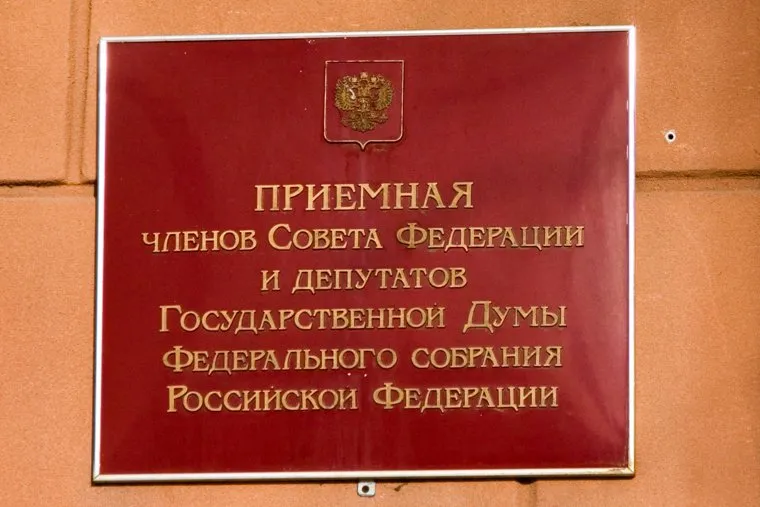 ПРИЕМНАЯ
ЧЛЕНОВ СОВЕТА ФЕДЕРАЦИИ
И ДЕПУТАТОВ
ГОСУДАРСТВЕННОЙ ДУМЫ
ФЕДЕРАЛЬНОГО СОБРАНИЯ
РОССИЙСКОЙ ФЕДЕРАЦИИ